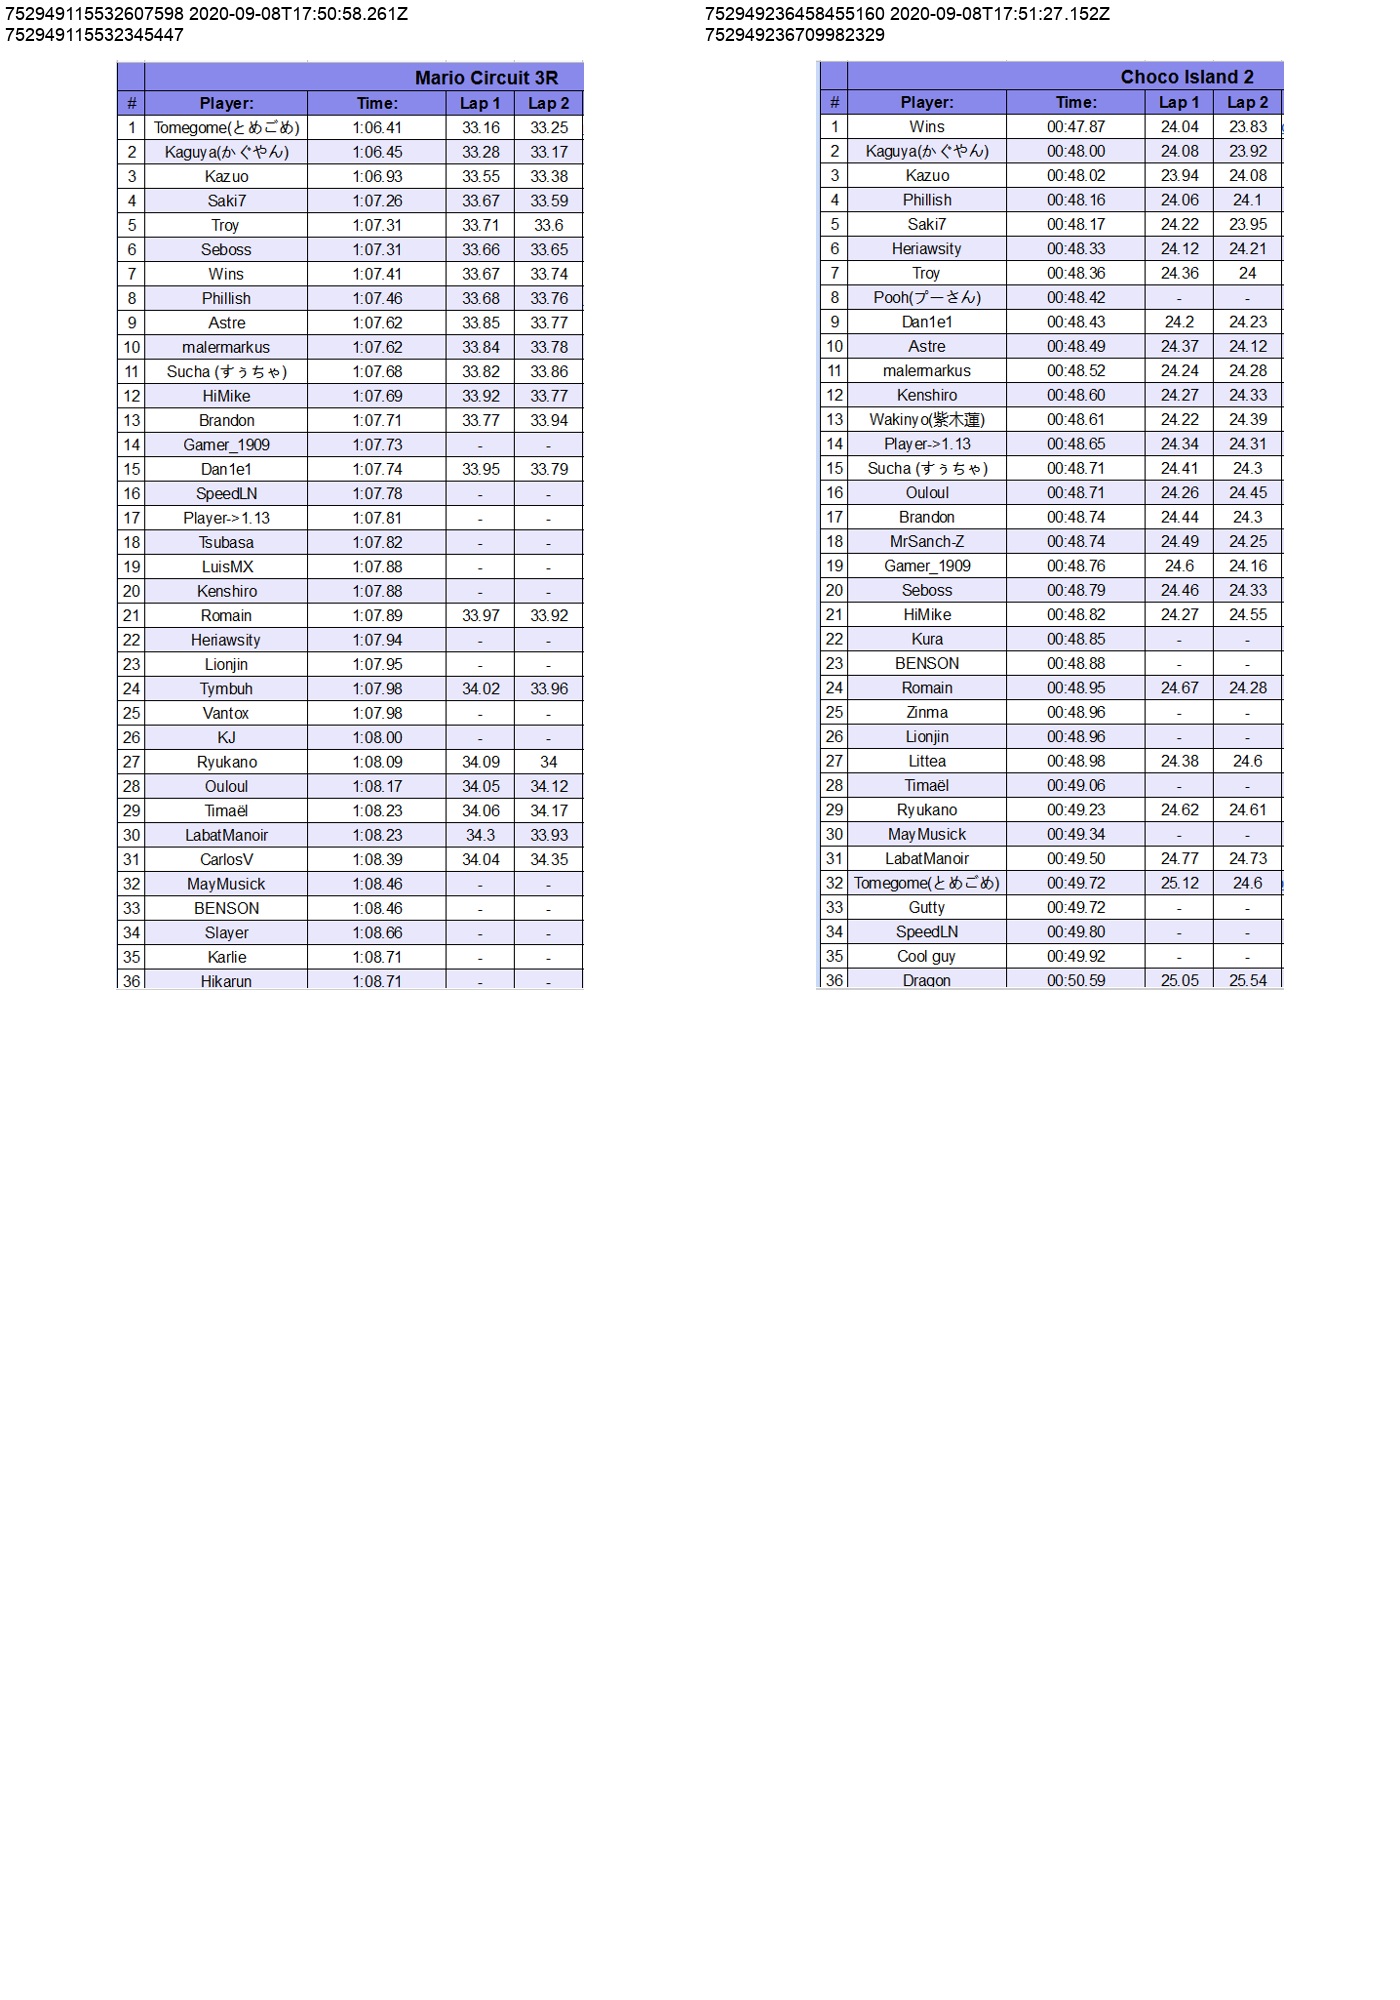 752949115532607598 2020-09-08T17:50:58.261Z
752949115532345447
Mario Circuit 3R
# Player: Time: Lap 1 Lap 2
1 Tomegome(とめごめ) 1:06.41 33.16 33.25
2 Kaguya(かぐやん) 1:06.45 33.28 33.17
3 Kazuo 1:06.93 33.55 33.38
4 Saki7 1:07.26 33.67 33.59
5 Troy 1:07.31 33.71 33.6
6 Seboss 1:07.31 33.66 33.65
7 Wins 1:07.41 33.67 33.74
8 Phillish 1:07.46 33.68 33.76
9 Astre 1:07.62 33.85 33.77
10 malermarkus 1:07.62 33.84 33.78
11 Sucha (すぅちゃ) 1:07.68 33.82 33.86
12 HiMike 1:07.69 33.92 33.77
13 Brandon 1:07.71 33.77 33.94
14 Gamer_1909 1:07.73 - -
15 Dan1e1 1:07.74 33.95 33.79
16 SpeedLN 1:07.78 - -
17 Player->1.13 1:07.81 - -
18 Tsubasa 1:07.82 - -
19 LuisMX 1:07.88 - -
20 Kenshiro 1:07.88 - -
21 Romain 1:07.89 33.97 33.92
22 Heriawsity 1:07.94 - -
23 Lionjin 1:07.95 - -
24 Tymbuh 1:07.98 34.02 33.96
25 Vantox 1:07.98 - -
26 KJ 1:08.00 - -
27 Ryukano 1:08.09 34.09 34
28 Ouloul 1:08.17 34.05 34.12
29 Timaël 1:08.23 34.06 34.17
30 LabatManoir 1:08.23 34.3 33.93
31 CarlosV 1:08.39 34.04 34.35
32 MayMusick 1:08.46 - -
33 BENSON 1:08.46 - -
34 Slayer 1:08.66 - -
35 Karlie 1:08.71 - -
36 Hikarun 1:08.71 - -
752949236458455160 2020-09-08T17:51:27.152Z
752949236709982329
Choco Island 2
# Player: Time: Lap 1 Lap 2
1 Wins 00:47.87 24.04 23.83
2 Kaguya(かぐやん) 00:48.00 24.08 23.92
3 Kazuo 00:48.02 23.94 24.08
4 Phillish 00:48.16 24.06 24.1
5 Saki7 00:48.17 24.22 23.95
6 Heriawsity 00:48.33 24.12 24.21
7 Troy 00:48.36 24.36 24
8 Pooh(プーさん) 00:48.42 - -
9 Dan1e1 00:48.43 24.2 24.23
10 Astre 00:48.49 24.37 24.12
11 malermarkus 00:48.52 24.24 24.28
12 Kenshiro 00:48.60 24.27 24.33
13 Wakinyo(紫木蓮) 00:48.61 24.22 24.39
14 Player->1.13 00:48.65 24.34 24.31
15 Sucha (すぅちゃ) 00:48.71 24.41 24.3
16 Ouloul 00:48.71 24.26 24.45
17 Brandon 00:48.74 24.44 24.3
18 MrSanch-Z 00:48.74 24.49 24.25
19 Gamer_1909 00:48.76 24.6 24.16
20 Seboss 00:48.79 24.46 24.33
21 HiMike 00:48.82 24.27 24.55
22 Kura 00:48.85 - -
23 BENSON 00:48.88 - -
24 Romain 00:48.95 24.67 24.28
25 Zinma 00:48.96 - -
26 Lionjin 00:48.96 - -
27 Littea 00:48.98 24.38 24.6
28 Timaël 00:49.06 - -
29 Ryukano 00:49.23 24.62 24.61
30 MayMusick 00:49.34 - -
31 LabatManoir 00:49.50 24.77 24.73
32 Tomegome(とめごめ) 00:49.72 25.12 24.6
33 Gutty 00:49.72 - -
34 SpeedLN 00:49.80 - -
35 Cool guy 00:49.92 - -
36 Dragon 00:50.59 25.05 25.54